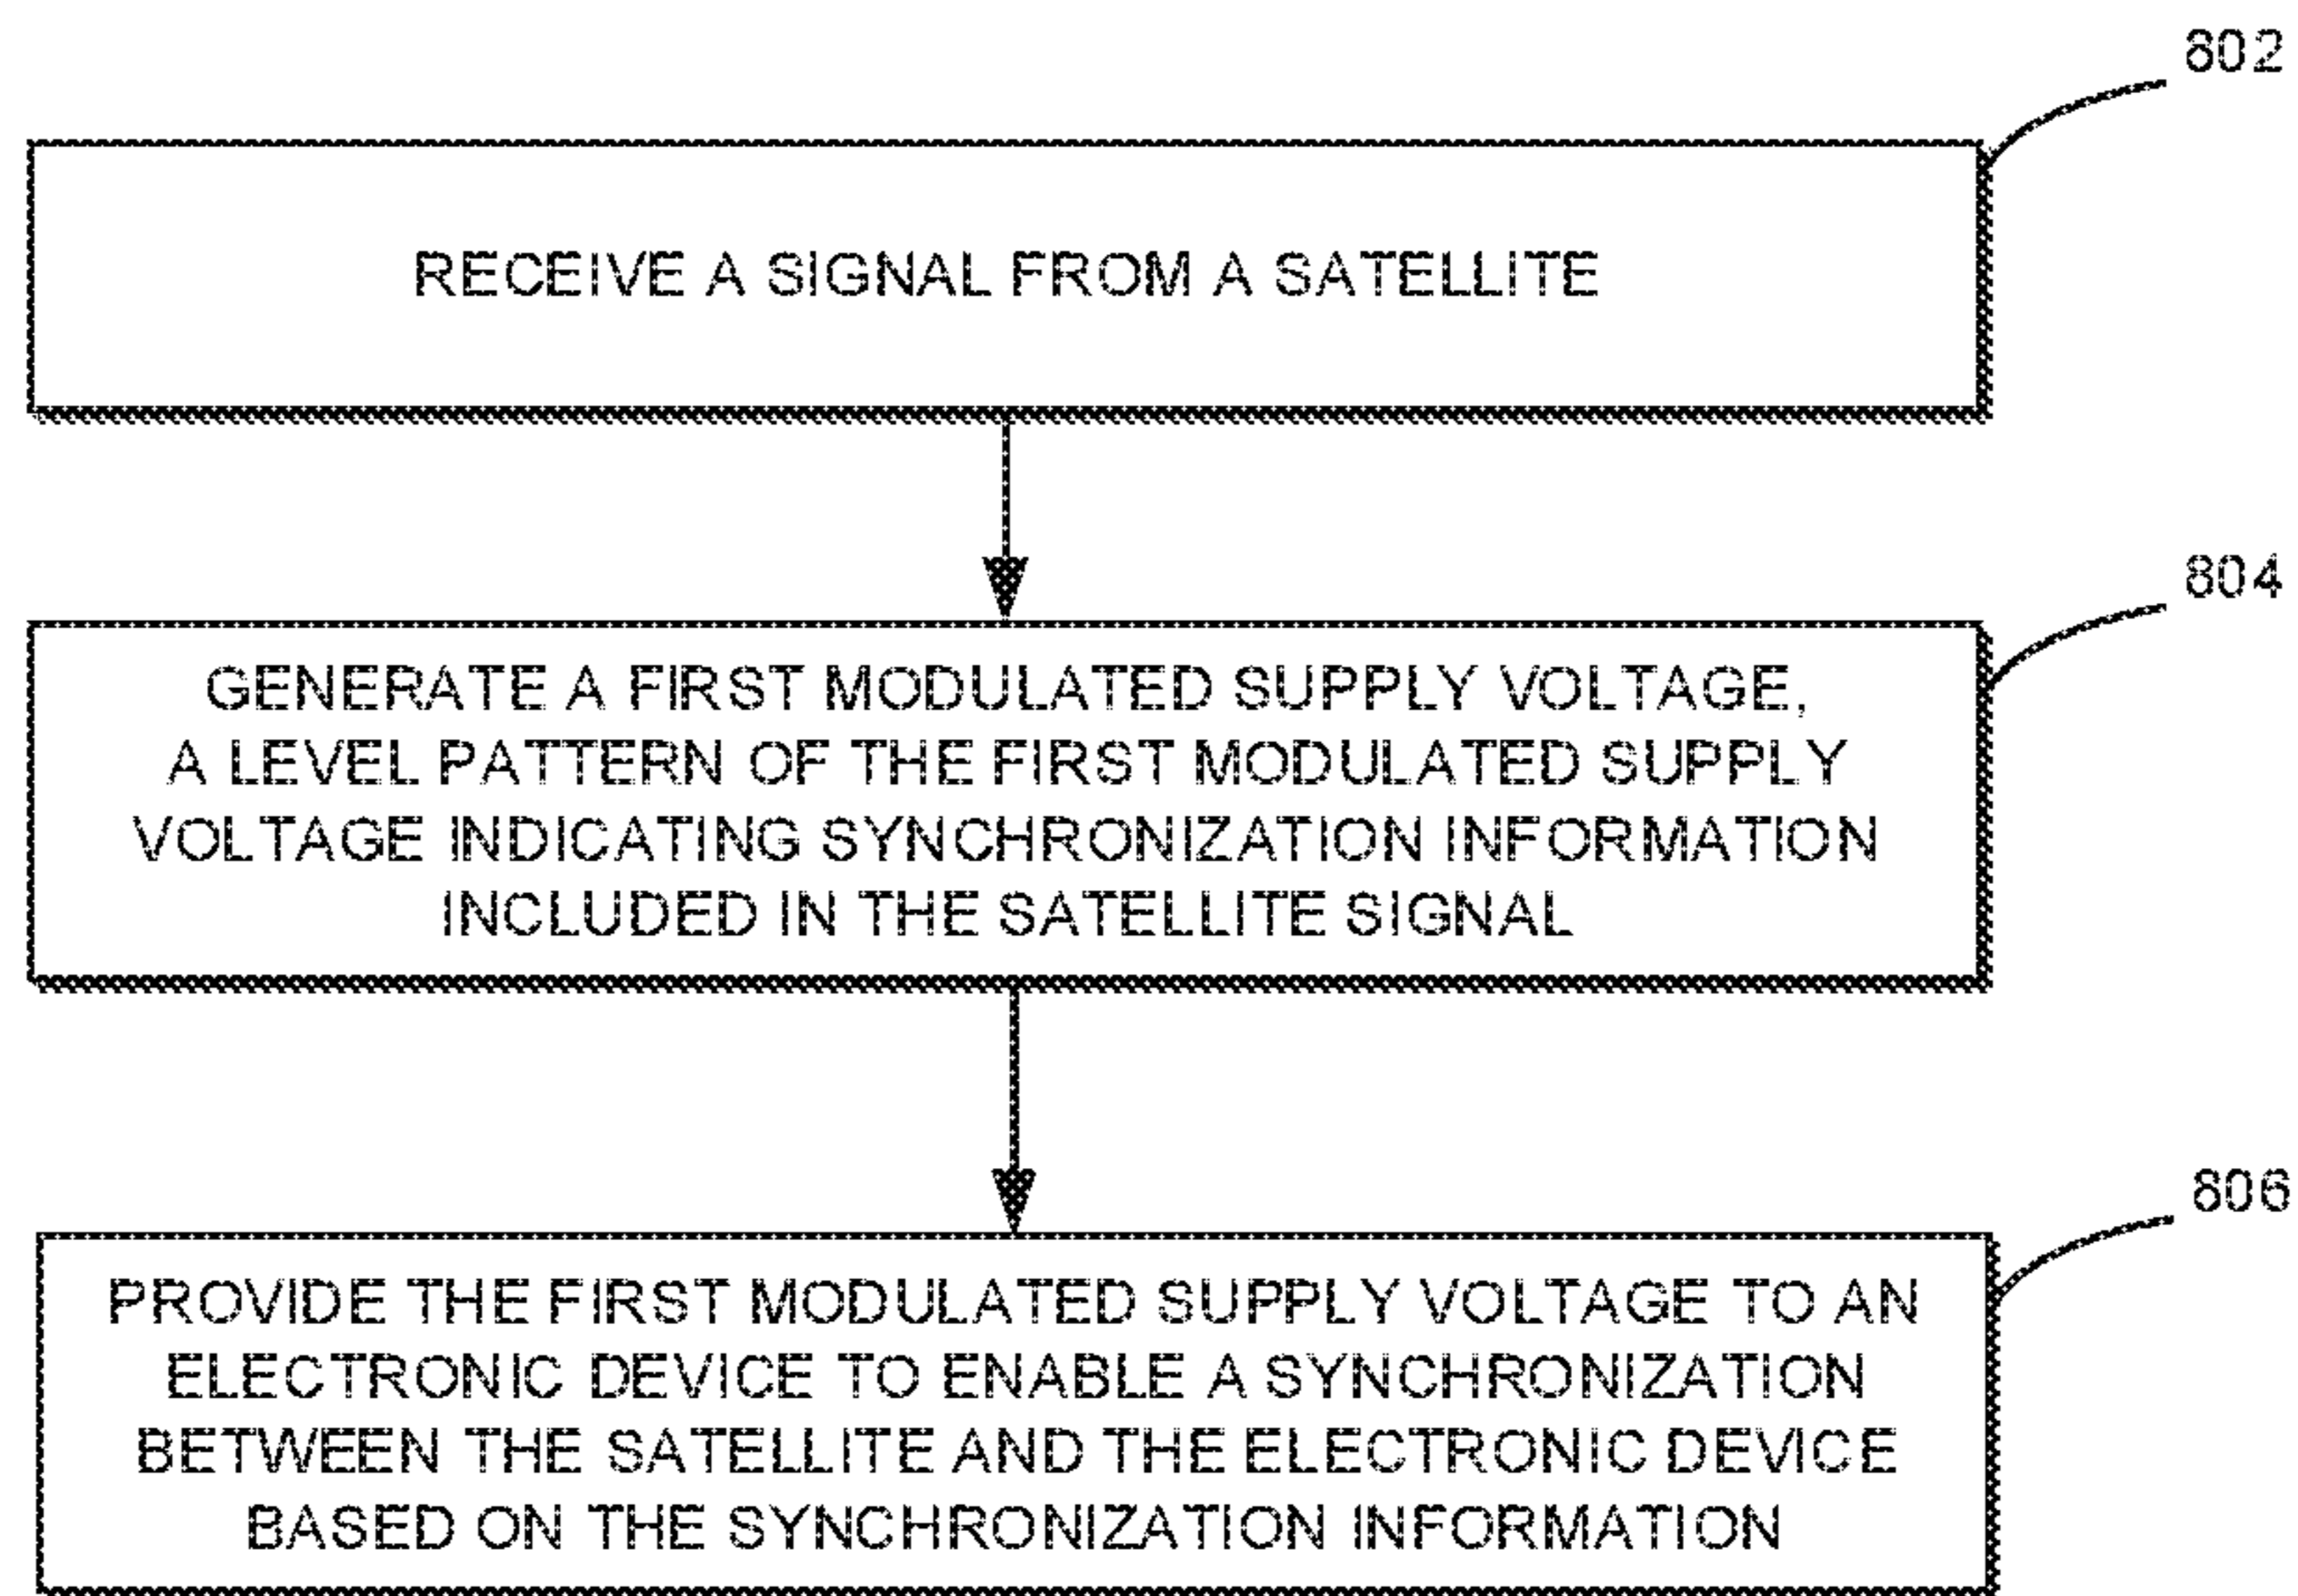 802
RECEIVE A SIGNAL FROM A SATELLITE
804
GENERATE A FIRST MODULATED SUPPLY VOLTAGE,
A LEVEL PATTERN OF THE FIRST MODULATED SUPPLY
VOLTAGE INDICATING SYNCHRONIZATION INFORMATION
INCLUDED IN THE SATELLITE SIGNAL
806
PROVIDE THE FIRST MODULATED SUPPLY VOLTAGE TO AN
ELECTRONIC DEVICE TO ENABLE A SYNCHRONIZATION
BETWEEN THE SATELLITE AND THE ELECTRONIC DEVICE
BASED ON THE SYNCHRONIZATION INFORMATION